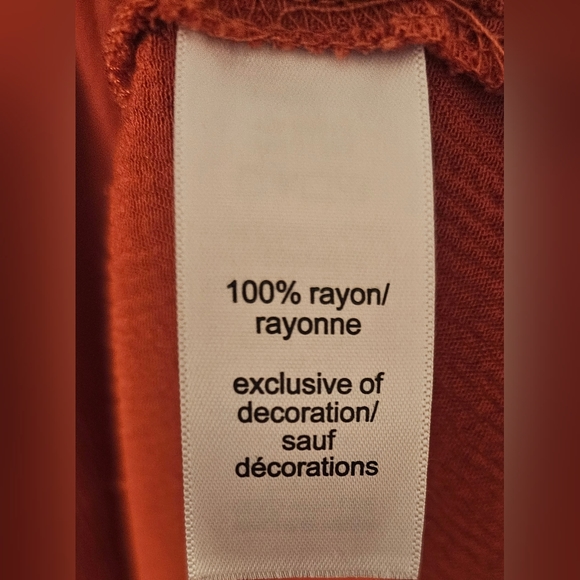 100% rayon/
rayonne
exclusive of
decoration/
sauf
décorations